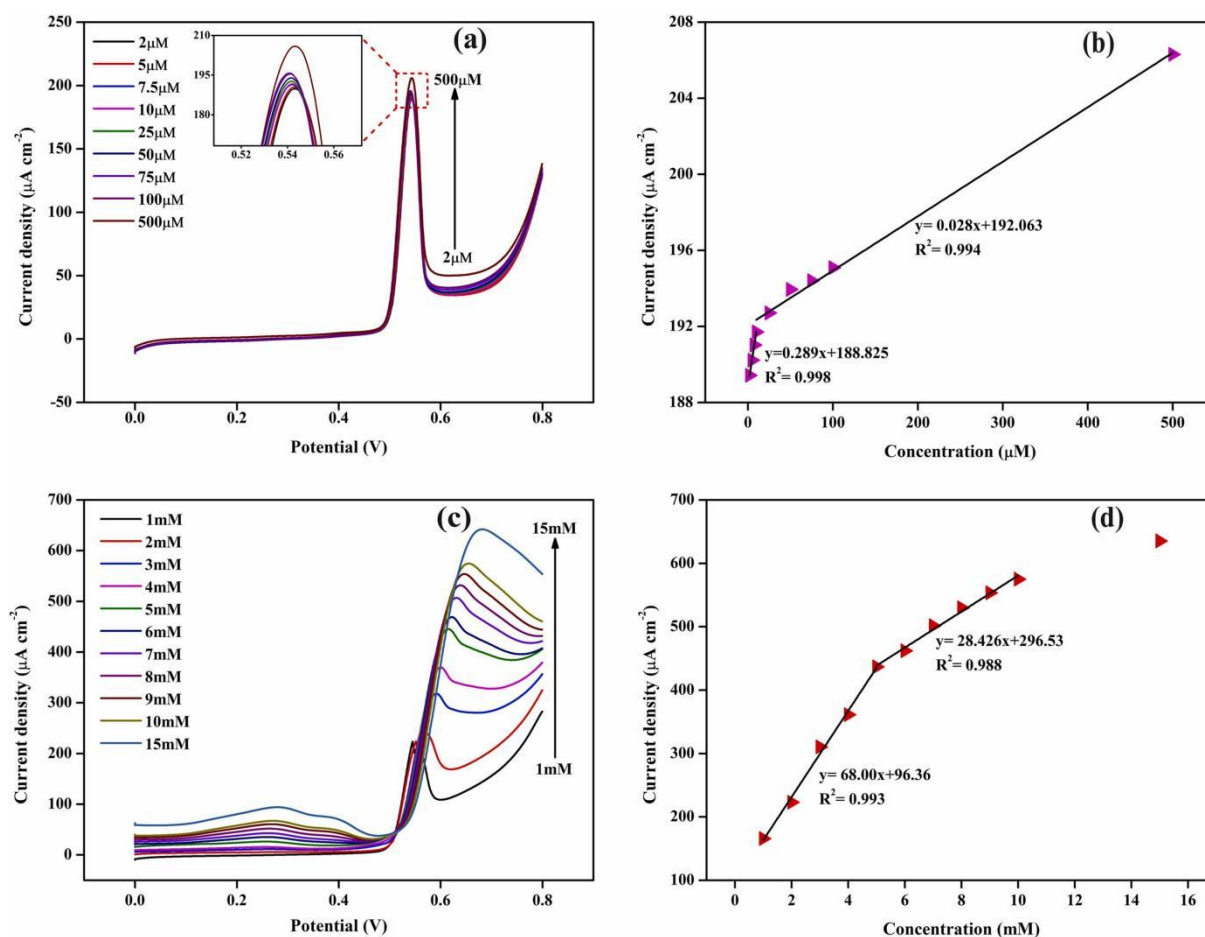 (a)
250
200
150
100
50
0
-50
Current density (μA cm-2)
2μM
5μM
7.5μM
10μM
25μM
50μM
75μM
100μM
500μM
210
195
180
0.52 0.54 0.56
500μM
2μM
0.0 0.2 0.4 0.6 0.8
Potential (V)
(b)
208
204
200
196
192
188
Current density (μA cm-2)
y= 0.028x+192.063
R2= 0.994
y=0.289x+188.825
R2= 0.998
0 100 200 300 400 500
Concentration (μM)
(c)
700
600
500
400
300
200
100
0
Current density (μA cm-2)
1mM
2mM
3mM
4mM
5mM
6mM
7mM
8mM
9mM
10mM
15mM
15mM
1mM
0.0 0.2 0.4 0.6 0.8
Potential (V)
(d)
700
600
500
400
300
200
100
Current density (μA cm-2)
y= 28.426x+296.53
R2= 0.988
y= 68.00x+96.36
R2= 0.993
0 2 4 6 8 10 12 14 16
Concentration (mM)